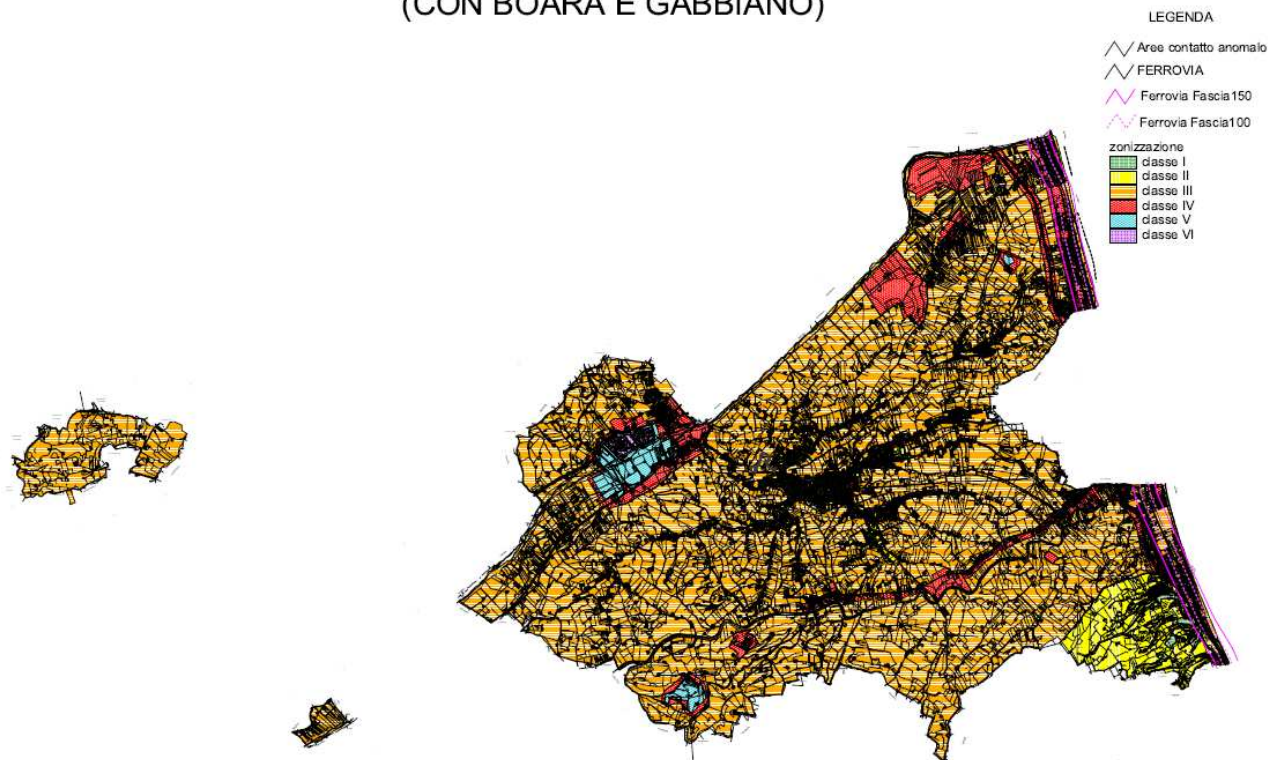 (CON BOARA E GABBIANO)
LEGENDA
Aree contatto anomalo
FERROVIA
Ferrovia Fascia150
Ferrovia Fascia100
zonizzazione
classe I
classe II
classe III
classe IV
classe V
classe VI